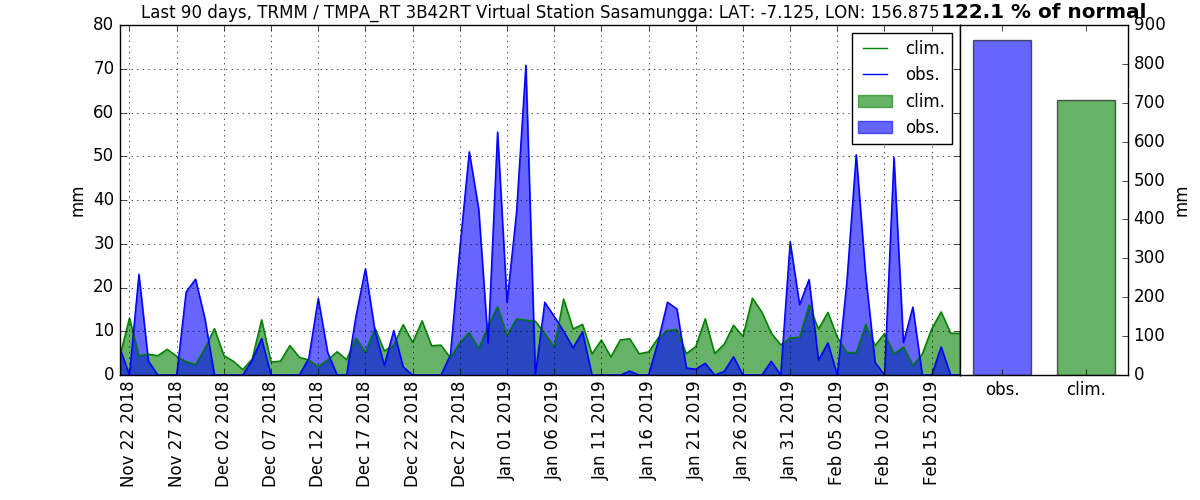 Last 90 days, TRMM / TMPA_RT 3B42RT Virtual Station Sasamungga: LAT: -7.125, LON: 156.875 122.1 % of normal
80
70
60
50
40
30
20
10
0
mm
clim.
obs.
clim.
obs.
900
800
700
600
500
400
300
200
100
0
mm
Nov 22 2018
Nov 27 2018
Dec 02 2018
Dec 07 2018
Dec 12 2018
Dec 17 2018
Dec 22 2018
Dec 27 2018
Jan 01 2019
Jan 06 2019
Jan 11 2019
Jan 16 2019
Jan 21 2019
Jan 26 2019
Jan 31 2019
Feb 05 2019
Feb 10 2019
Feb 15 2019
obs.
clim.